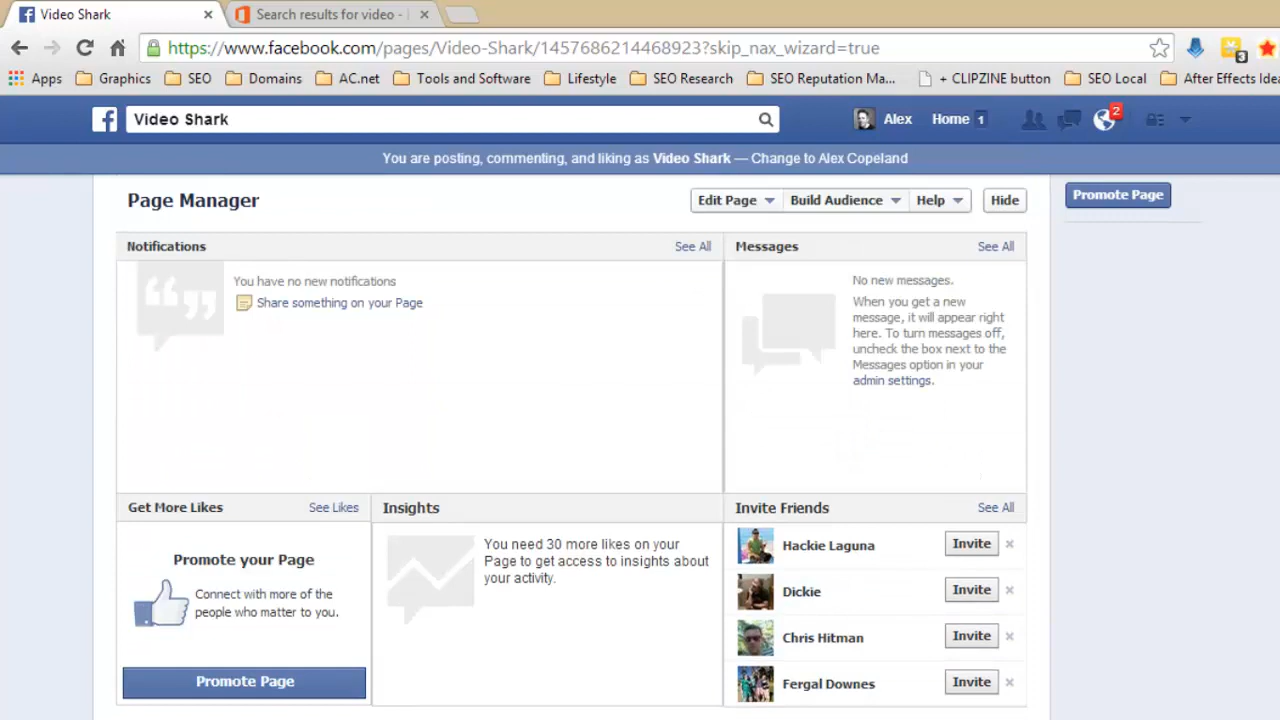 Video Shark
Search results for video -
https://www.facebook.com/pages/Video-Shark/1457686214468923?skip_nax_wizard=true
3
Apps Graphics SEO Domains AC.net Tools and Software Lifestyle SEO Research SEO Reputation Ma... + CLIPZINE button SEO Local After Effects Idea
Video Shark
Alex Home 1 2
You are posting, commenting, and liking as Video Shark — Change to Alex Copeland
Page Manager
Edit Page Build Audience Help Hide
Promote Page
Notifications See All
Messages See All
You have no new notifications
Share something on your Page
No new messages.
When you get a new
message, it will appear right
here. To turn messages off,
uncheck the box next to the
Messages option in your
admin settings.
Get More Likes See Likes
Insights
Invite Friends See All
Promote your Page
Connect with more of the
people who matter to you.
Promote Page
You need 30 more likes on your
Page to get access to insights about
your activity.
Hackie Laguna Invite
Dickie Invite
Chris Hitman Invite
Fergal Downes Invite